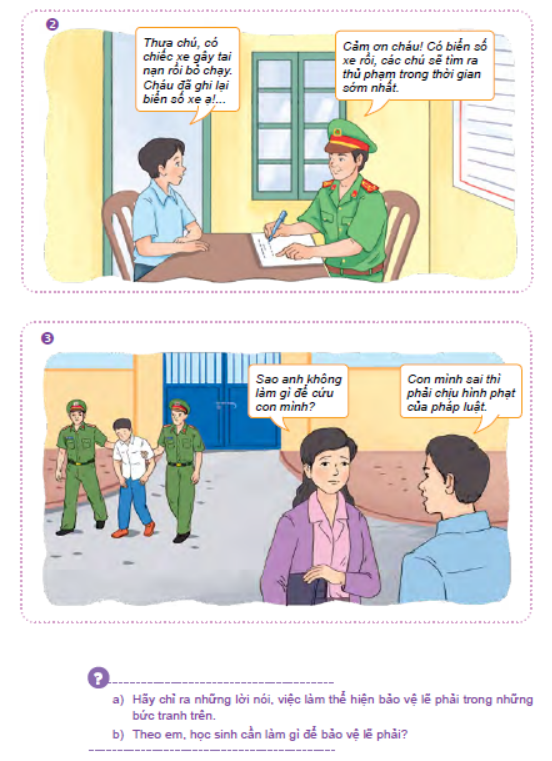 2
Thưa chú, có
chiếc xe gây tai
nạn rồi bỏ chạy.
Cháu đã ghi lại
biển số xe ạ!...
Cảm ơn cháu! Có biển số
xe rồi, các chú sẽ tìm ra
thủ phạm trong thời gian
sớm nhất.
3
Sao anh không
làm gì để cứu
con mình?
Con mình sai thì
phải chịu hình phạt
của pháp luật.
?
a) Hãy chỉ ra những lời nói, việc làm thể hiện bảo vệ lẽ phải trong những
bức tranh trên.
b) Theo em, học sinh cần làm gì để bảo vệ lẽ phải?